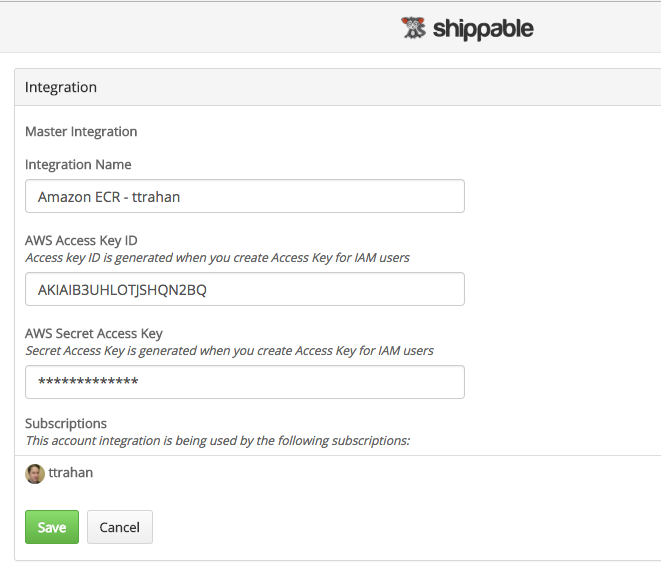 shippable
Integration
Master Integration
Integration Name
Amazon ECR - ttrahan
AWS Access Key ID
Access key ID is generated when you create Access Key for IAM users
AKIAIB3UHLOTJSHQN2BQ
AWS Secret Access Key
Secret Access Key is generated when you create Access Key for IAM users
*************
Subscriptions
This account integration is being used by the following subscriptions:
ttrahan
Save Cancel